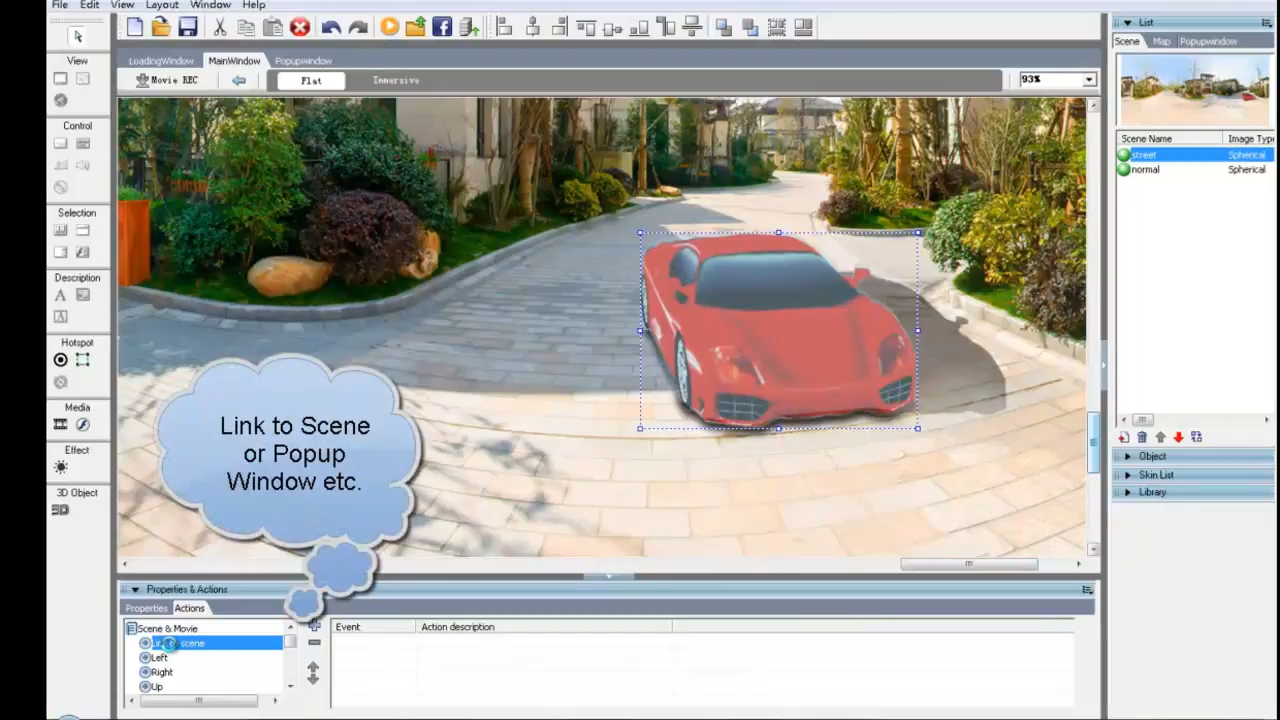 File Edit View Layout Window Help
LoadingWindow MainWindow Popupwindow
Movie REC Flat Immersive 93%
View
Control
Selection
Description
Hotspot
Media
Effect
3D Object
3D
Link to Scene
or Popup
Window etc.
Properties & Actions
Properties Actions
Scene & Movie
scene
Left
Right
Up
Event Action description
List
Scene Map Popupwindow
Scene Name Image Type
street Spherical
normal Spherical
Object
Skin List
Library